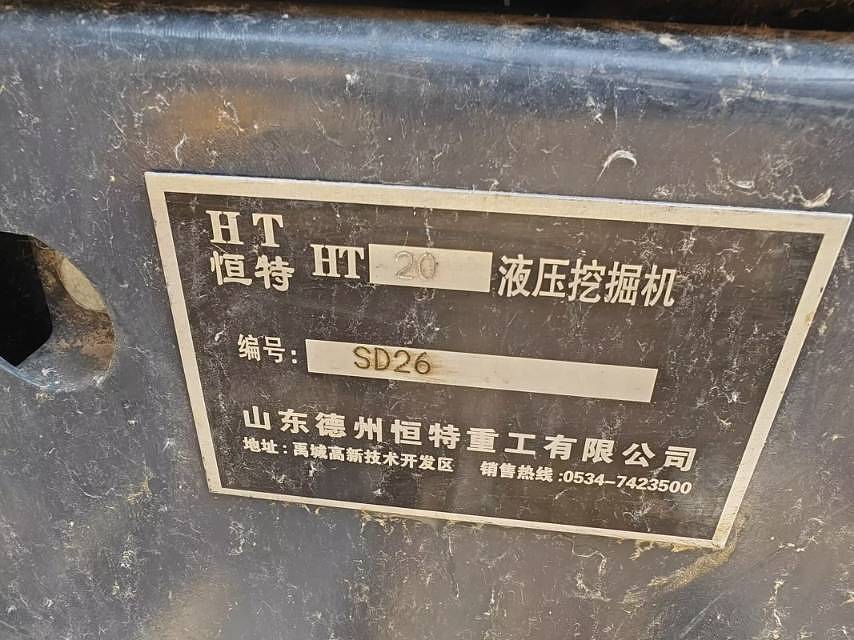 HT
恒特 HT 20 液压挖掘机
编号: SD26
山东德州恒特重工有限公司
地址:禹城高新技术开发区 销售热线:0534-7423500